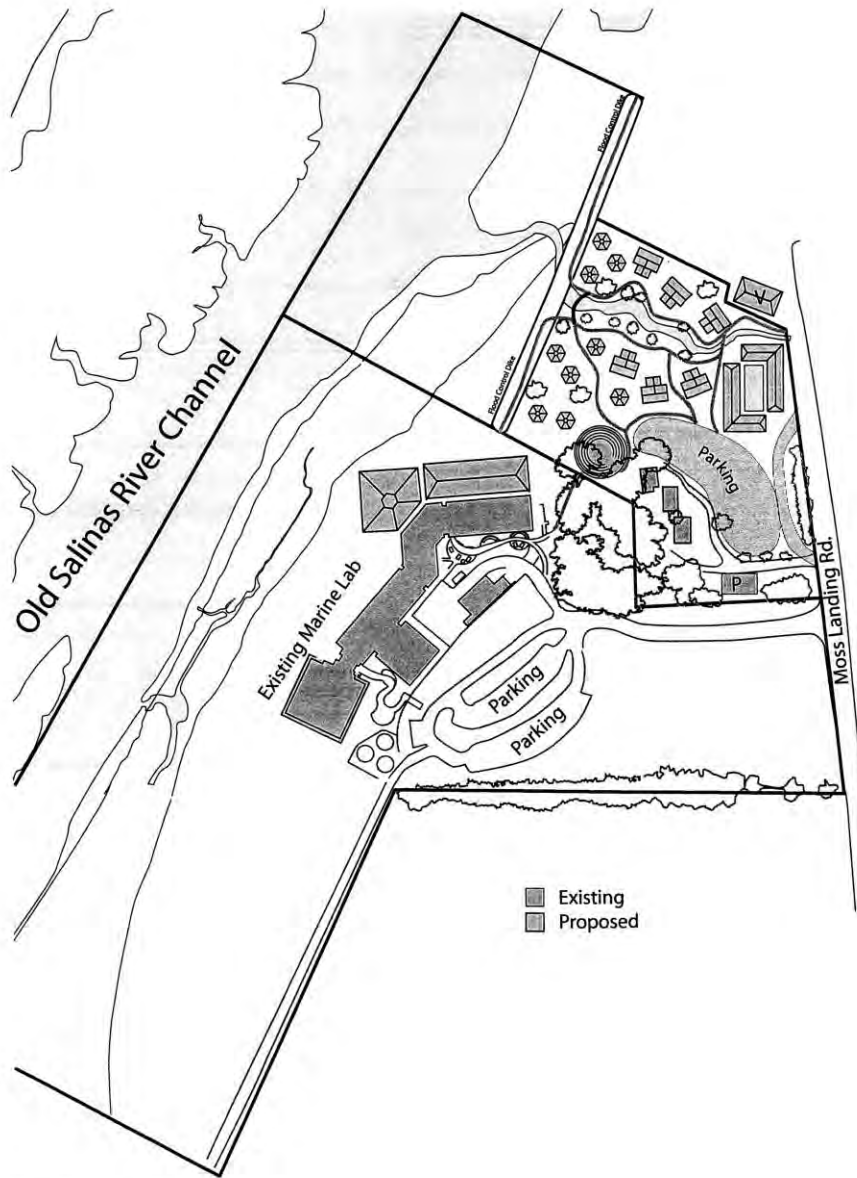 Flood Control Dike
Flood Control Dike
Old Salinas River Channel
Parking
Existing Marine Lab
P
Moss Landing Rd.
Parking
Parking
Existing
Proposed